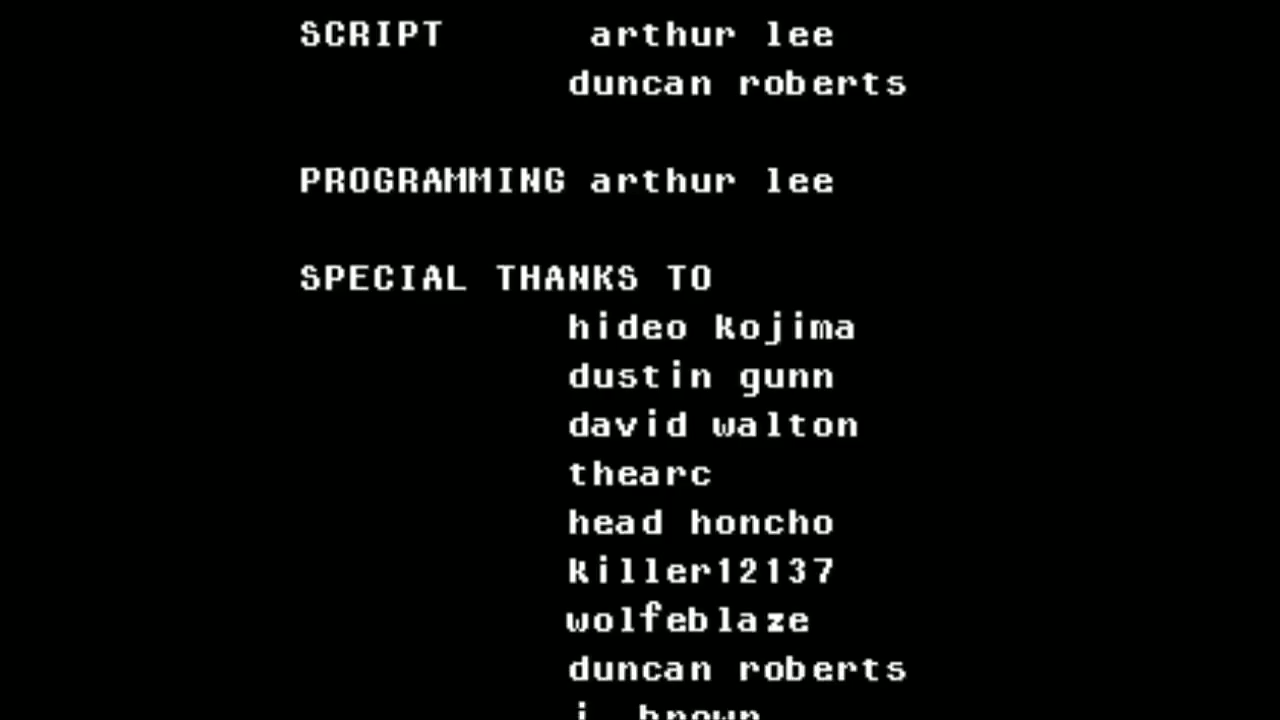 SCRIPT arthur lee
duncan roberts
PROGRAMMING arthur lee
SPECIAL THANKS TO
hideo kojima
dustin gunn
david walton
thearc
head honcho
killer12137
wolfeblaze
duncan roberts